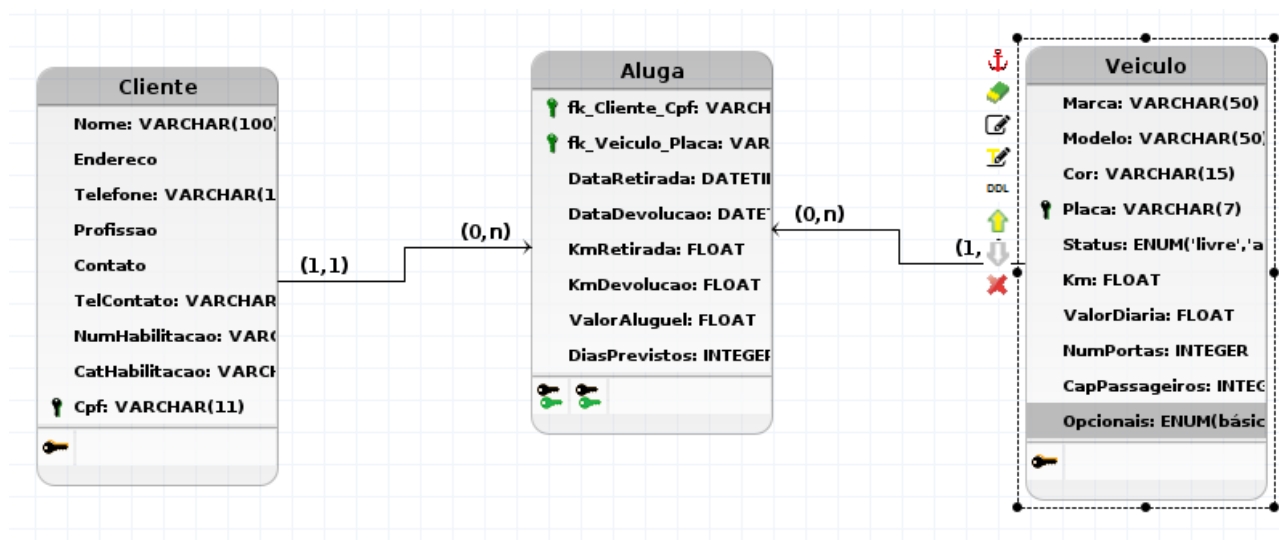 Cliente
Nome: VARCHAR(100)
Endereco
Telefone: VARCHAR(1
Profissao
Contato
TelContato: VARCHAR
NumHabilitacao: VARC
CatHabilitacao: VARCH
Cpf: VARCHAR(11)
(1,1)
(0,n)
Aluga
fk_Cliente_Cpf: VARCH
fk_Veiculo_Placa: VAR
DataRetirada: DATETI
DataDevolucao: DATET
KmRetirada: FLOAT
KmDevolucao: FLOAT
ValorAluguel: FLOAT
DiasPrevistos: INTEGER
(0,n)
(1,
DDL
Veiculo
Marca: VARCHAR(50)
Modelo: VARCHAR(50)
Cor: VARCHAR(15)
Placa: VARCHAR(7)
Status: ENUM('livre','a
Km: FLOAT
ValorDiaria: FLOAT
NumPortas: INTEGER
CapPassageiros: INTEG
Opcionais: ENUM(básic